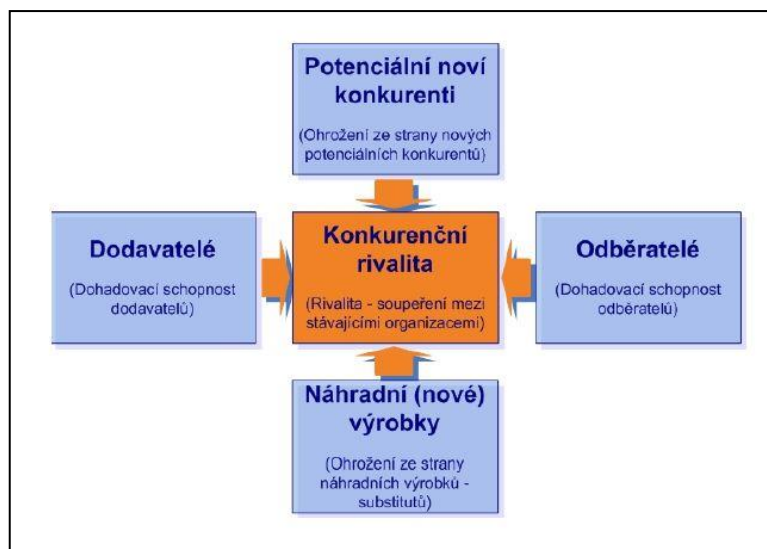 Potenciální noví
konkurenti
(Ohrožení ze strany nových
potenciálních konkurentů)
Dodavatelé
(Dohadovací schopnost
dodavatelů)
Konkurenční
rivalita
(Rivalita - soupeření mezi
stávajícími organizacemi)
Odběratelé
(Dohadovací schopnost
odběratelů)
Náhradní (nové)
výrobky
(Ohrožení ze strany
náhradních výrobků -
substitutů)